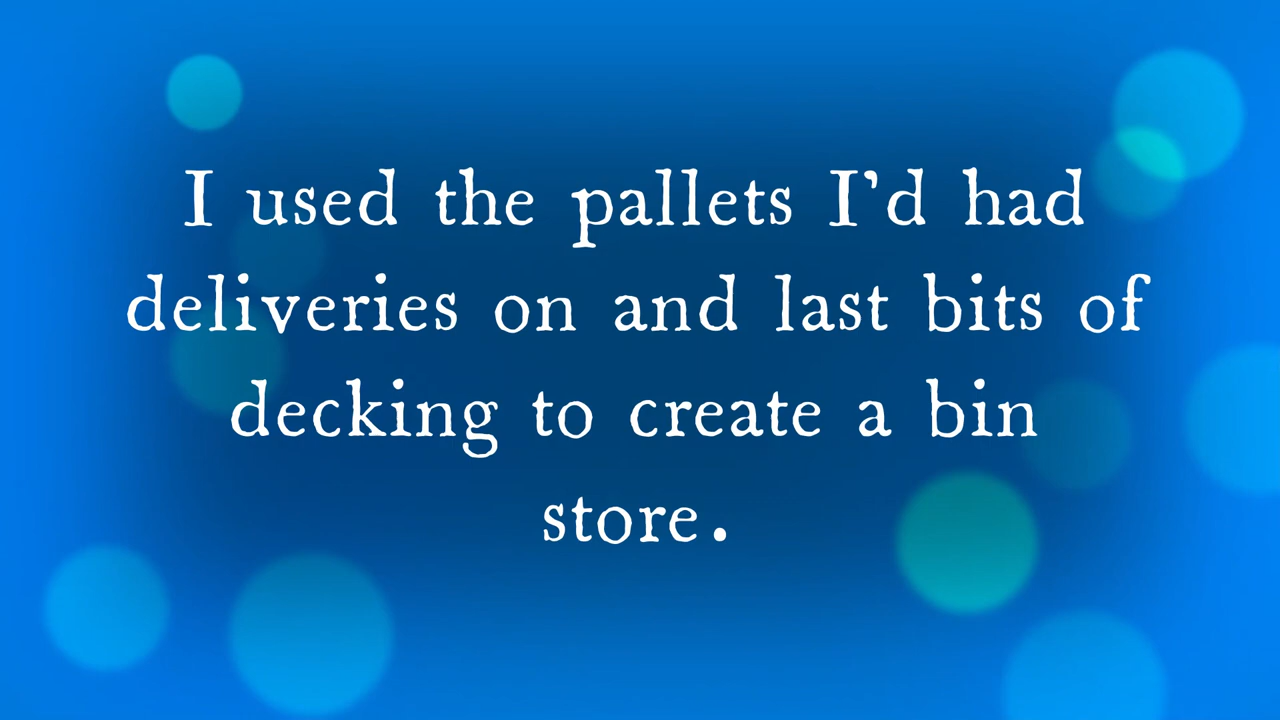 I used the pallets I’d had
deliveries on and last bits of
decking to create a bin
store.